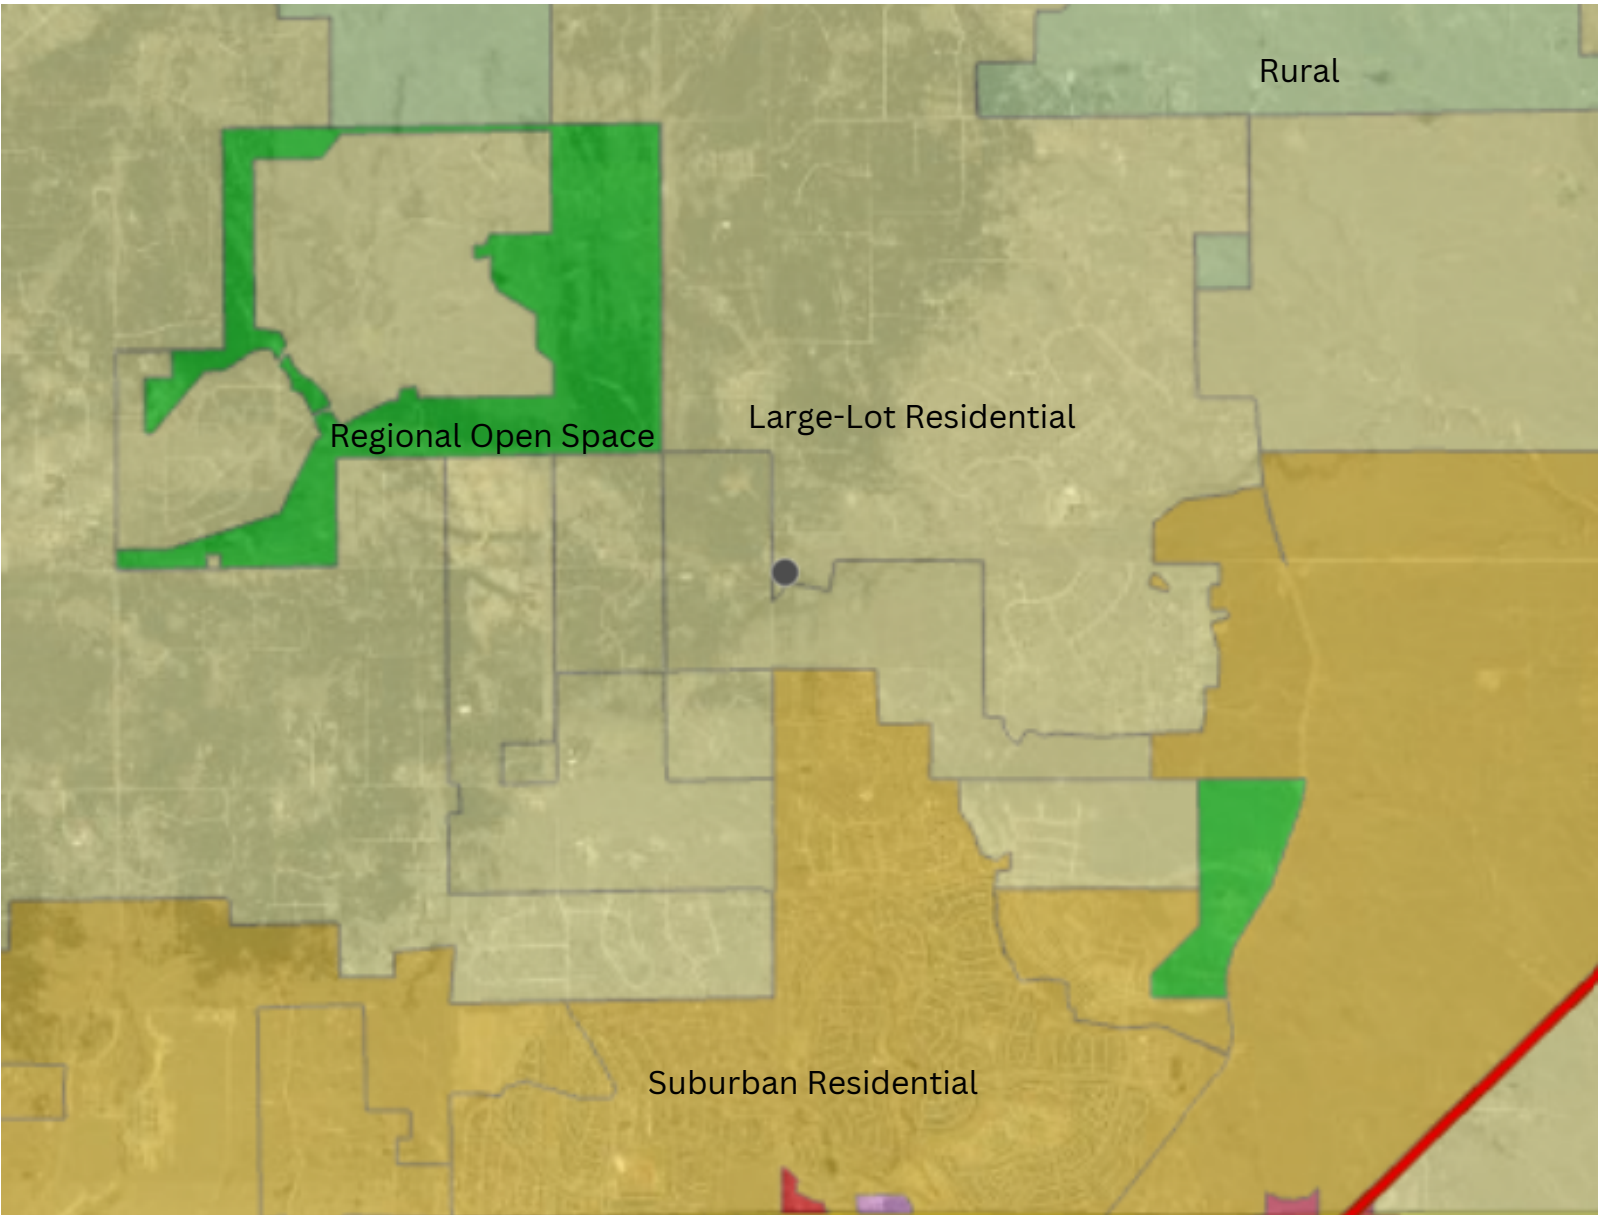 Rural
Large-Lot Residential
Regional Open Space
Suburban Residential